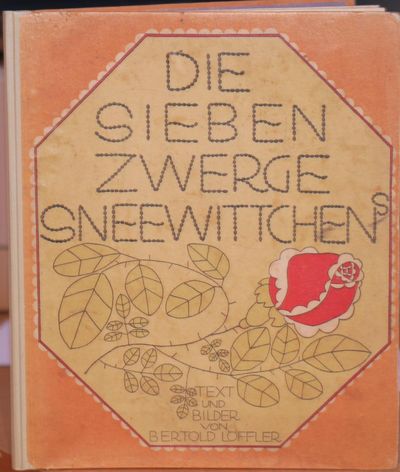 DIE
SIEBEN
ZWERGE
SNEEWITTCHENS
TEXT
UND
BILDER
VON
BERTOLD LÖFFLER